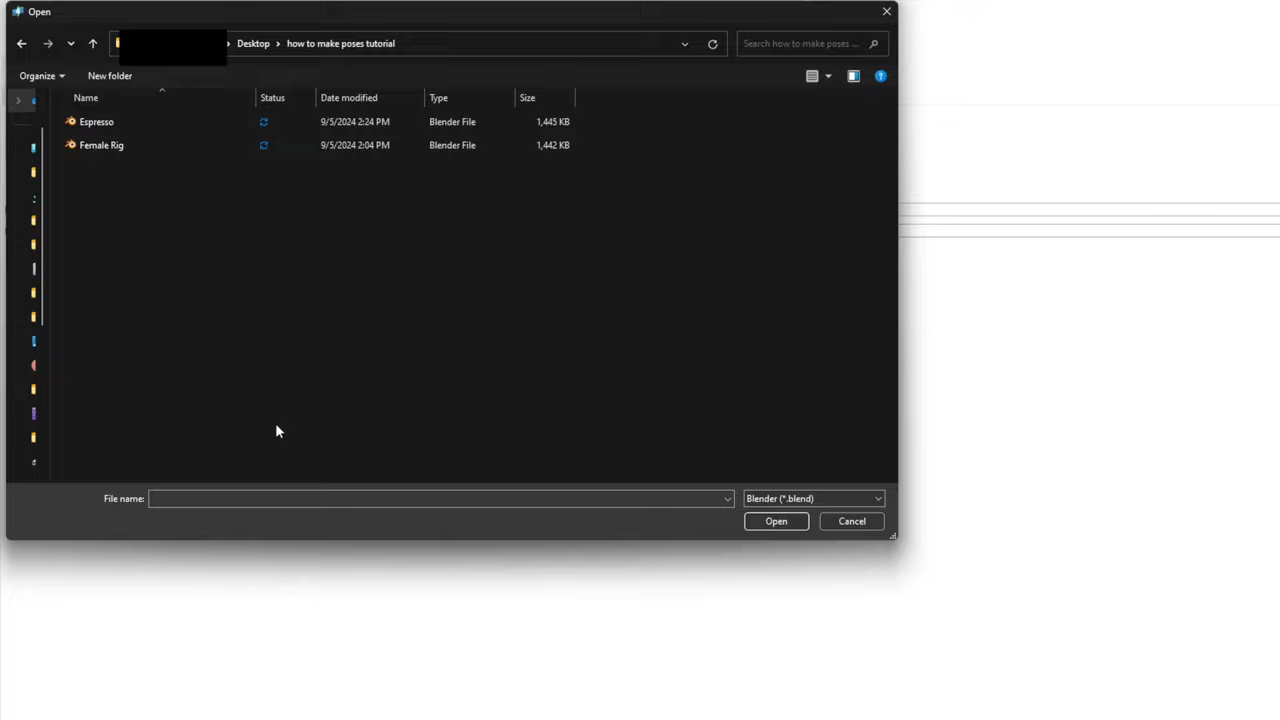 Open
Desktop › how to make poses tutorial
Search how to make poses ...
Organize
New folder
Name
Status
Date modified
Type
Size
Espresso
9/5/2024 2:24 PM
Blender File
1,445 KB
Female Rig
9/5/2024 2:04 PM
Blender File
1,442 KB
File name:
Blender (*.blend)
Open
Cancel